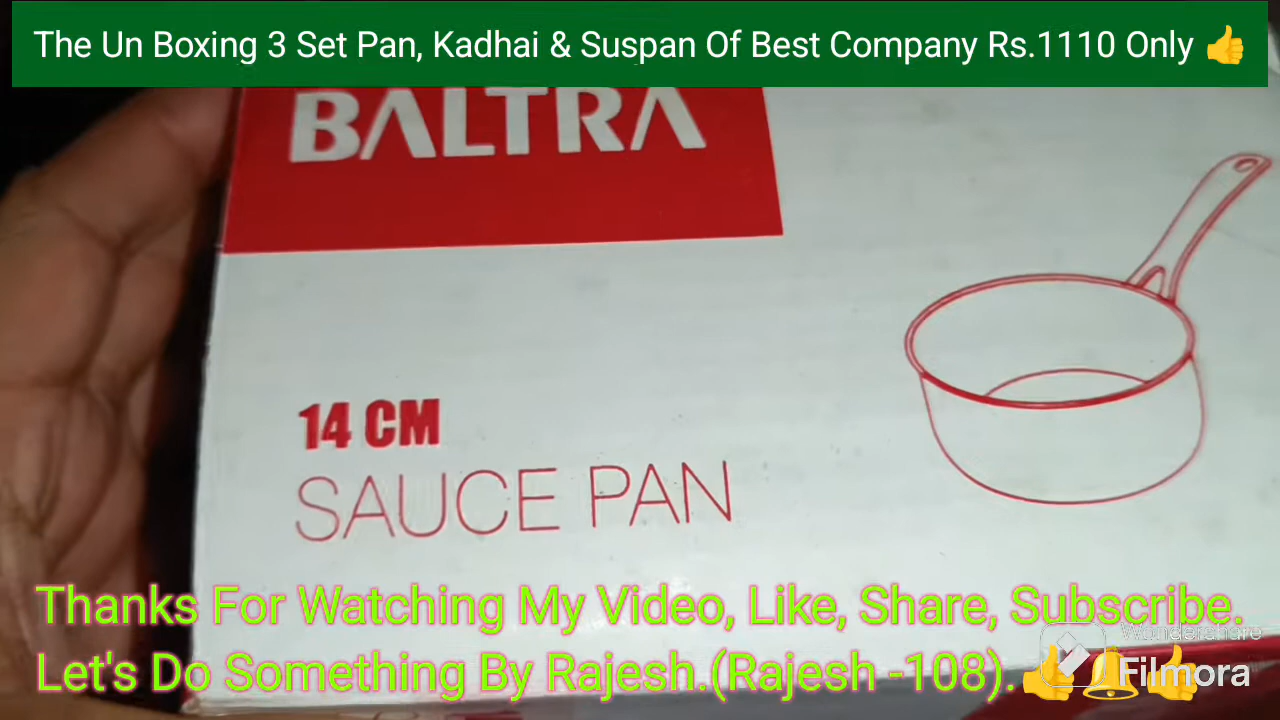 The Un Boxing 3 Set Pan, Kadhai & Suspan Of Best Company Rs.1110 Only 👍
BALTRA
14 CM
SAUCE PAN
Thanks For Watching My Video, Like, Share, Subscribe.
Let's Do Something By Rajesh.(Rajesh -108).👍🔔👍
Wondershare
Filmora